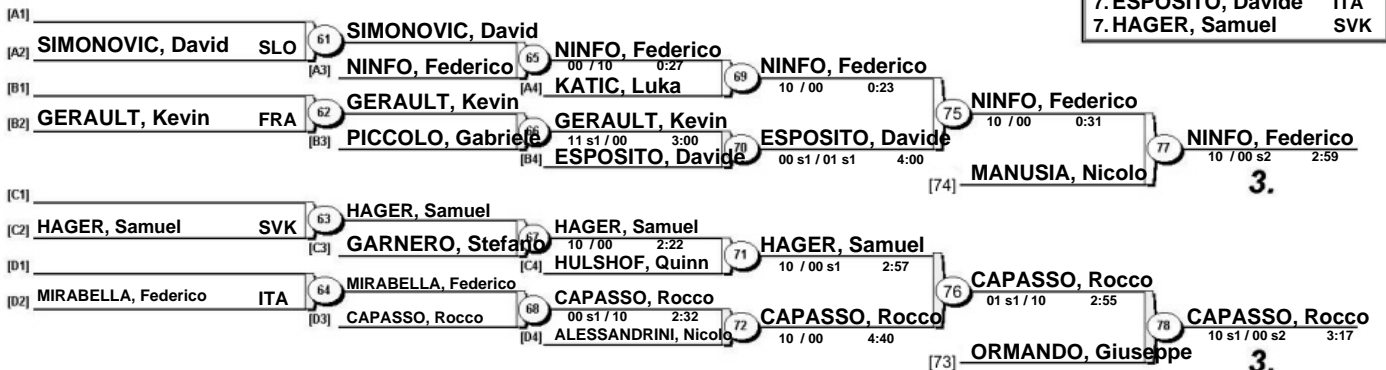 7. ESPOSITO, Davide ITA
7. HAGER, Samuel SVK
[A1]
[A2] SIMONOVIC, David SLO
61
SIMONOVIC, David
[A3] NINFO, Federico
65
NINFO, Federico
00 / 10 0:27
[A4] KATIC, Luka
69
NINFO, Federico
10 / 00 0:23
[B1]
[B2] GERAULT, Kevin FRA
62
GERAULT, Kevin
[B3] PICCOLO, Gabriele
66
GERAULT, Kevin
11 s1 / 00 3:00
[B4] ESPOSITO, Davide
70
ESPOSITO, Davide
00 s1 / 01 s1 4:00
75
NINFO, Federico
10 / 00 0:31
[74] MANUSIA, Nicolo
77
NINFO, Federico
10 / 00 s2 2:59
3.
[C1]
[C2] HAGER, Samuel SVK
63
HAGER, Samuel
[C3] GARNERO, Stefano
67
HAGER, Samuel
10 / 00 2:22
[C4] HULSHOF, Quinn
71
HAGER, Samuel
10 / 00 s1 2:57
[D1]
[D2] MIRABELLA, Federico ITA
64
MIRABELLA, Federico
[D3] CAPASSO, Rocco
68
CAPASSO, Rocco
00 s1 / 10 2:32
[D4] ALESSANDRINI, Nicolo
72
CAPASSO, Rocco
10 / 00 4:40
76
CAPASSO, Rocco
01 s1 / 10 2:55
[73] ORMANDO, Giuseppe
78
CAPASSO, Rocco
10 s1 / 00 s2 3:17
3.